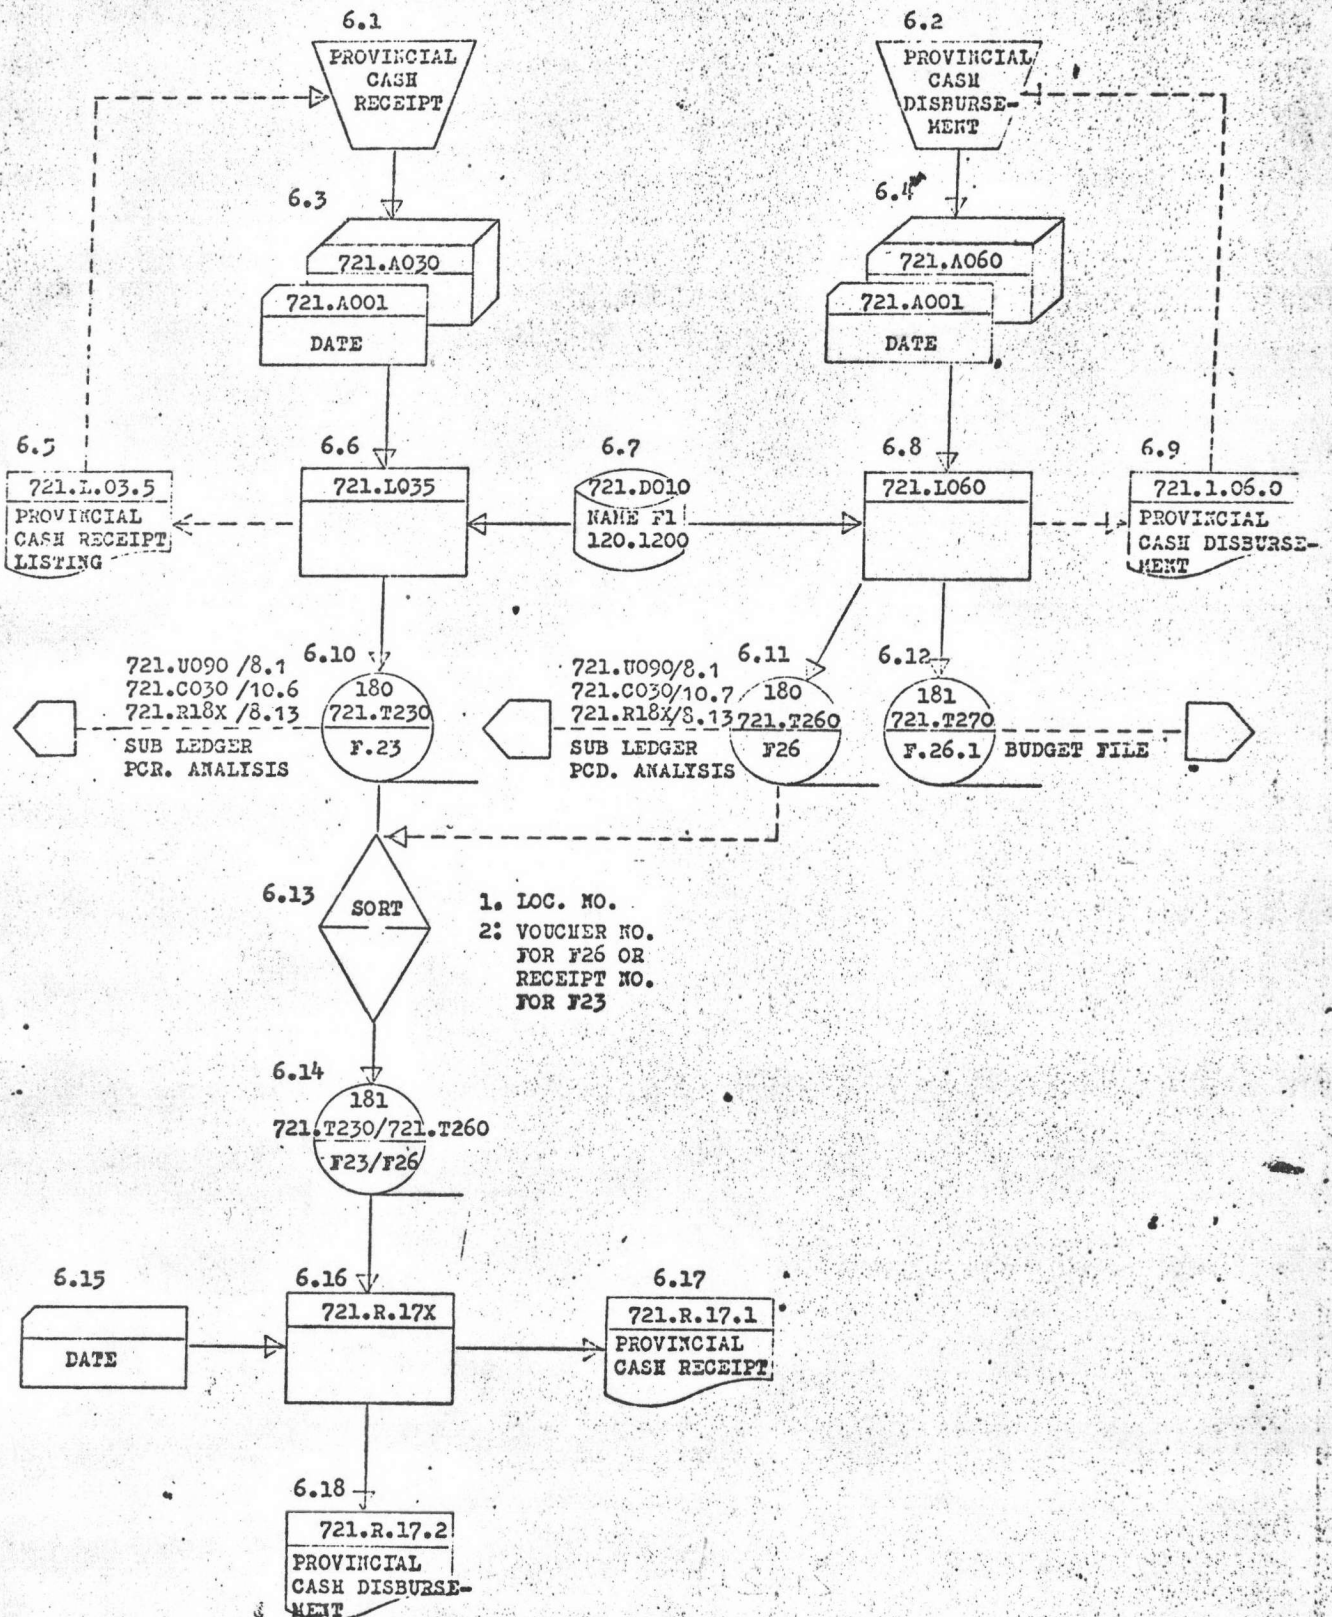 6.1
PROVINCIAL
CASH
RECEIPT
6.2
PROVINCIAL
CASH
DISBURSE-
MENT
6.3
721.A030
721.A001
DATE
6.4
721.A060
721.A001
DATE
6.5
721.L.03.5
PROVINCIAL
CASH RECEIPT
LISTING
6.6
721.L035
6.7
721.D010
NAME F1
120.1200
6.8
721.L060
6.9
721.1.06.0
PROVINCIAL
CASH DISBURSE-
MENT
721.U090 /8.1
721.C030 /10.6
721.R18X /8.13
SUB LEDGER
PCR. ANALYSIS
6.10
180
721.T230
F.23
721.U090/8.1
721.C030/10.7
721.R18X/8.13
SUB LEDGER
PCD. ANALYSIS
6.11
180
721.T260
F26
6.12
181
721.T270
F.26.1
BUDGET FILE
6.13
SORT
1. LOC. NO.
2: VOUCHER NO.
FOR F26 OR
RECEIPT NO.
FOR F23
6.14
181
721.T230/721.T260
F23/F26
6.15
DATE
6.16
721.R.17X
6.17
721.R.17.1
PROVINCIAL
CASH RECEIPT
6.18
721.R.17.2
PROVINCIAL
CASH DISBURSE-
MENT